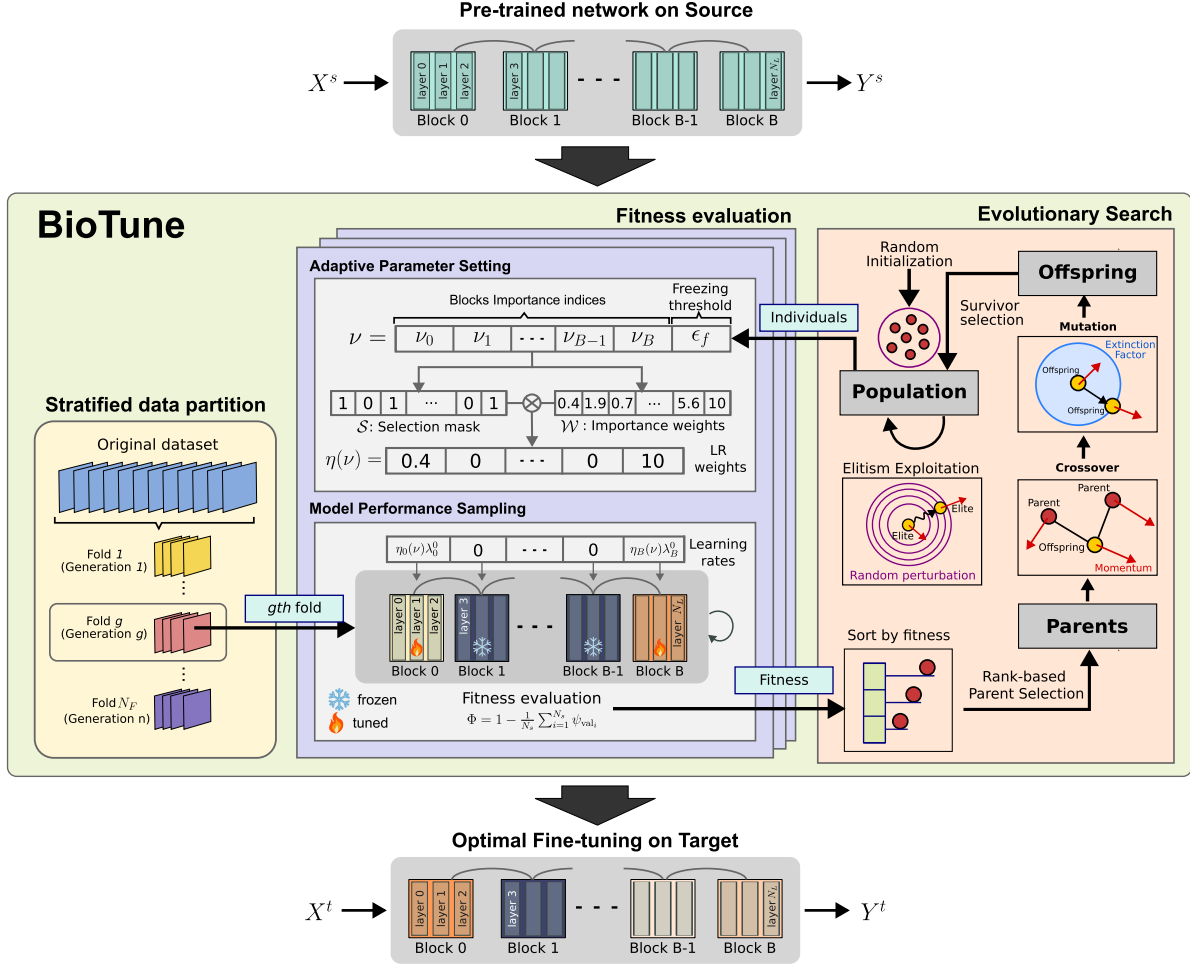 Pre-trained network on Source
X^s
layer 0
layer 1
layer 2
layer 3
- - -
layer N_L
Y^s
Block 0
Block 1
Block B-1
Block B
BioTune
Fitness evaluation
Evolutionary Search
Adaptive Parameter Setting
Blocks Importance indices
Freezing
threshold
ν = ν_0 ν_1 - - - ν_{B−1} ν_B ϵ_f
1 0 1 ... 0 1
⊗
0.4 1.9 0.7 ... 5.6 10
S : Selection mask
W : Importance weights
η(ν) = 0.4 0 - - - 0 10
LR
weights
Individuals
Random
Initialization
Population
Survivor
selection
Offspring
Mutation
Extinction
Factor
Offspring
Offspring
Crossover
Parent
Parent
Offspring
Momentum
Parents
Elitism Exploitation
Elite
Elite
Random perturbation
Sort by fitness
Rank-based
Parent Selection
Stratified data partition
Original dataset
Fold 1
(Generation 1)
Fold g
(Generation g)
Fold N_F
(Generation n)
gth fold
Model Performance Sampling
η_0(ν)λ_0^0 0 - - - 0 η_B(ν)λ_B^0
Learning
rates
layer 0
layer 1
layer 2
layer 3
- - -
layer N_L
Block 0
Block 1
Block B-1
Block B
frozen
tuned
Fitness evaluation
Φ = 1 − \frac{1}{N_s} ∑_{i=1}^{N_s} ψ_{val_i}
Fitness
Optimal Fine-tuning on Target
X^t
layer 0
layer 1
layer 2
layer 3
- - -
layer N_L
Y^t
Block 0
Block 1
Block B-1
Block B